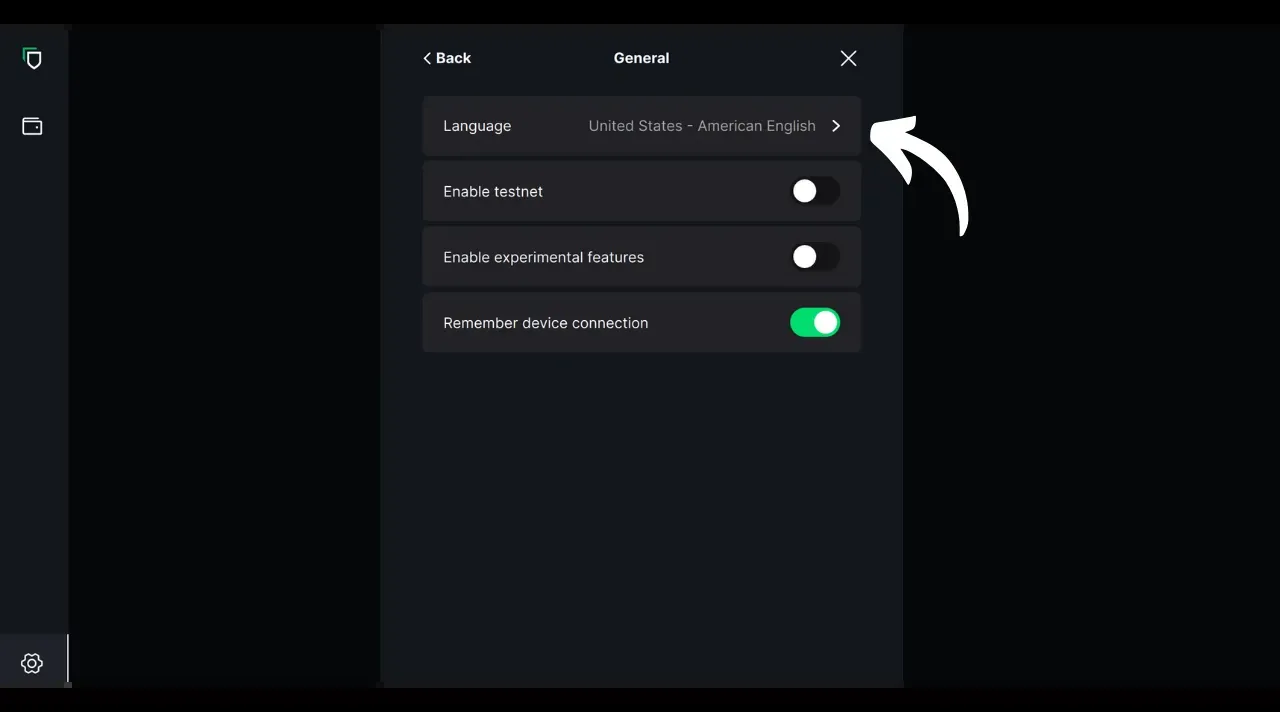 Back
General
Language
United States - American English
Enable testnet
Enable experimental features
Remember device connection